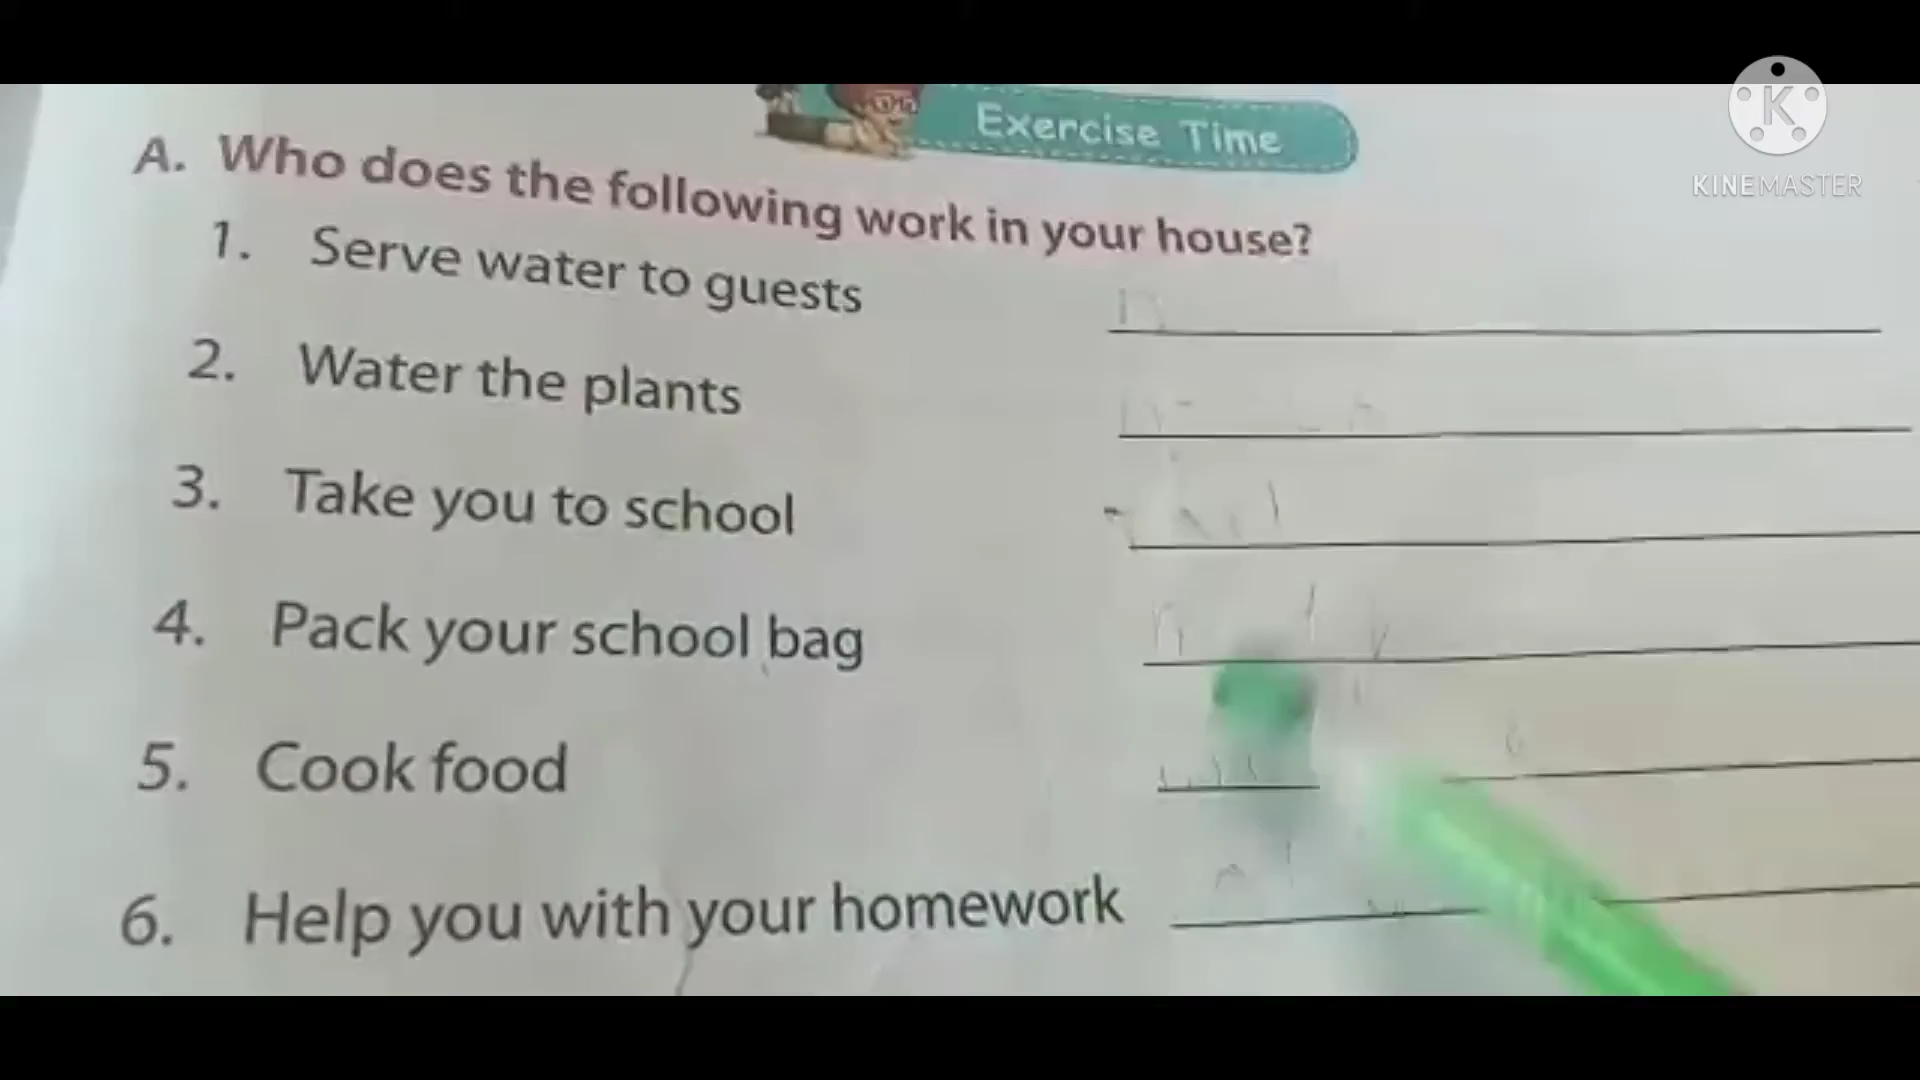 Exercise Time
KINEMASTER
A. Who does the following work in your house?
1. Serve water to guests
2. Water the plants
3. Take you to school
4. Pack your school bag
5. Cook food
6. Help you with your homework